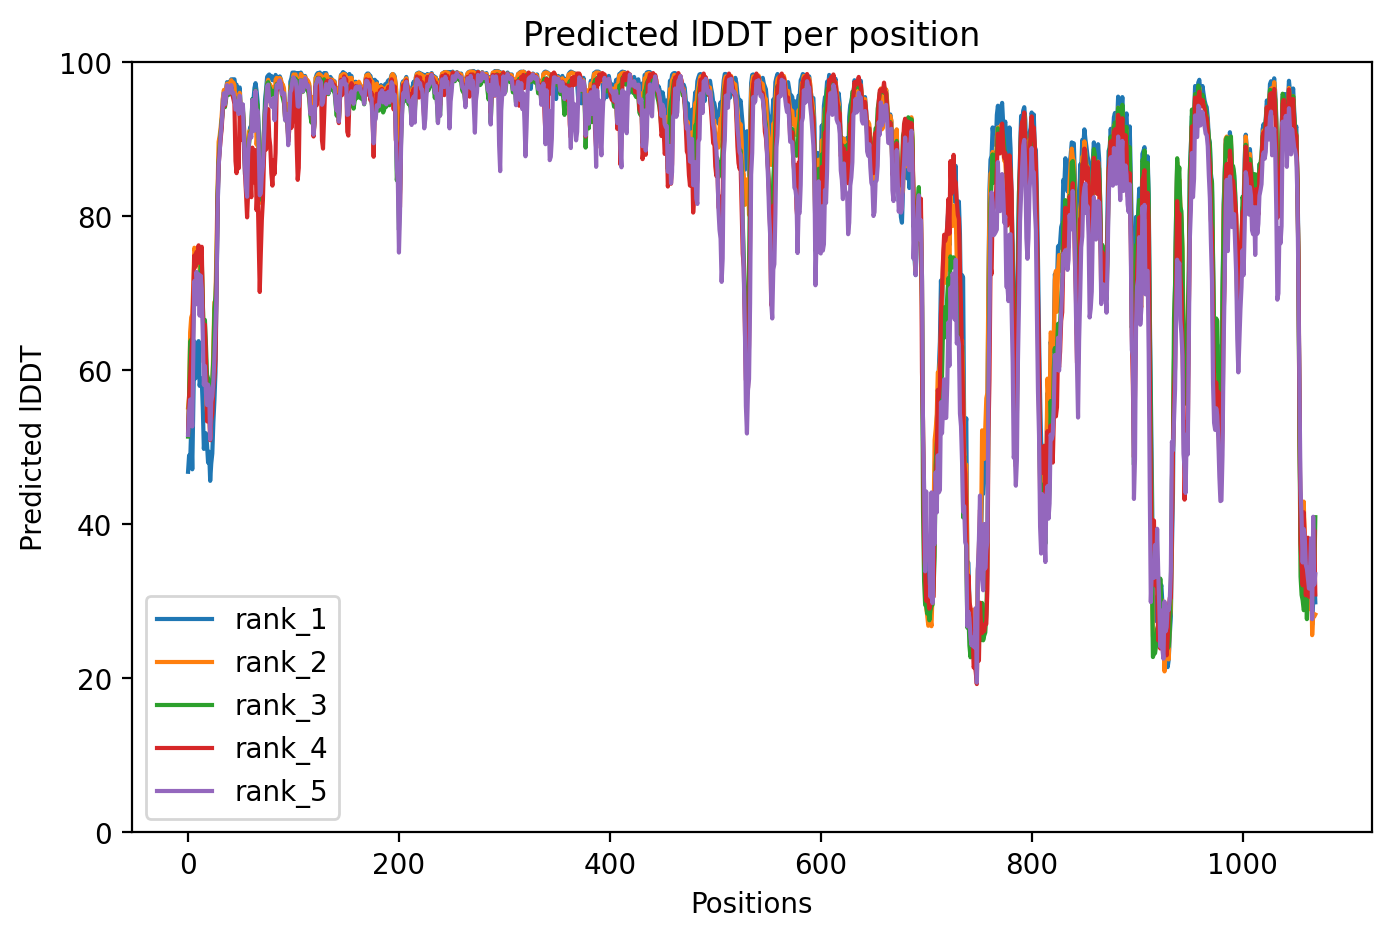 Predicted lDDT per position
100
80
60
40
20
0
Predicted lDDT
0 200 400 600 800 1000
Positions
rank_1
rank_2
rank_3
rank_4
rank_5